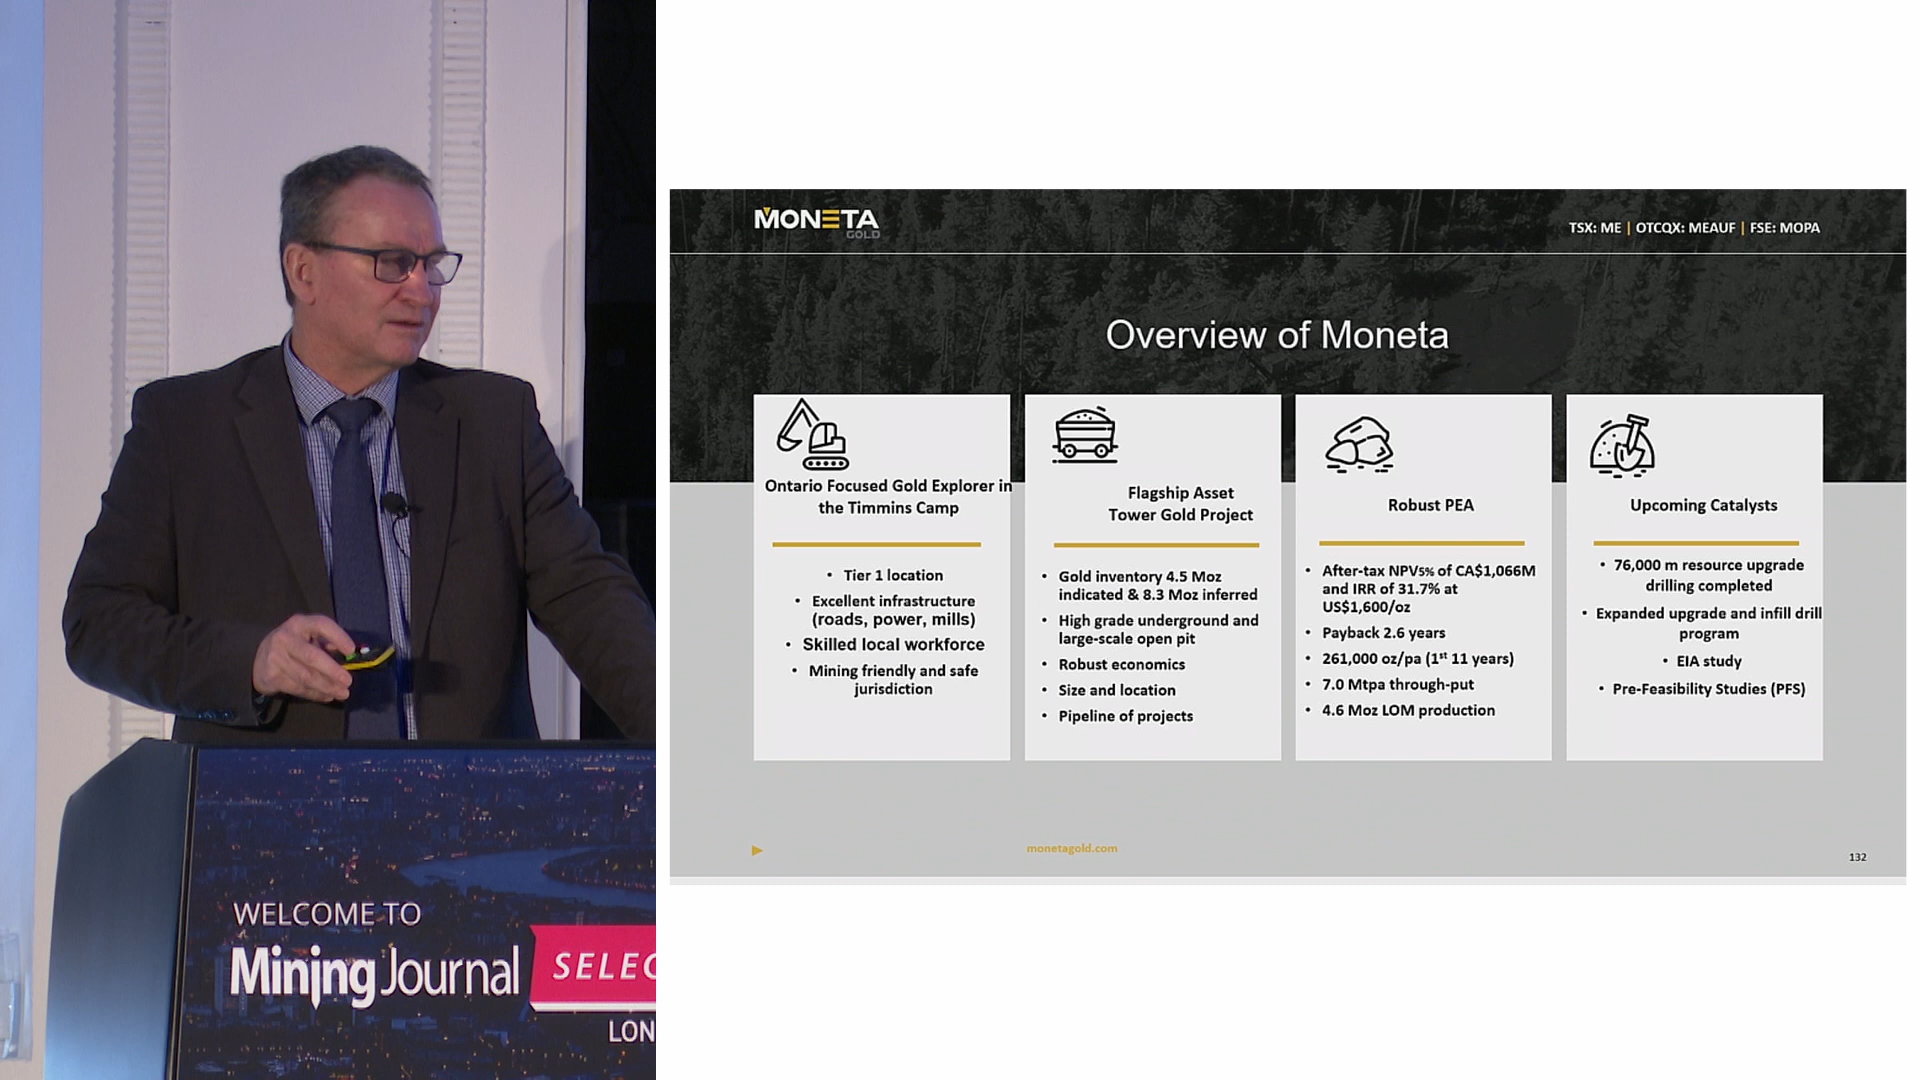 MONETA
GOLD
TSX: ME | OTCQX: MEAUF | FSE: MOPA
Overview of Moneta
Ontario Focused Gold Explorer in
the Timmins Camp
• Tier 1 location
• Excellent infrastructure
(roads, power, mills)
• Skilled local workforce
• Mining friendly and safe
jurisdiction
Flagship Asset
Tower Gold Project
• Gold inventory 4.5 Moz
indicated & 8.3 Moz inferred
• High grade underground and
large-scale open pit
• Robust economics
• Size and location
• Pipeline of projects
Robust PEA
• After-tax NPV5% of CA$1,066M
and IRR of 31.7% at
US$1,600/oz
• Payback 2.6 years
• 261,000 oz/pa (1st 11 years)
• 7.0 Mtpa through-put
• 4.6 Moz LOM production
Upcoming Catalysts
• 76,000 m resource upgrade
drilling completed
• Expanded upgrade and infill drill
program
• EIA study
• Pre-Feasibility Studies (PFS)
monetagold.com
132
WELCOME TO
Mining Journal
SELEC
LON